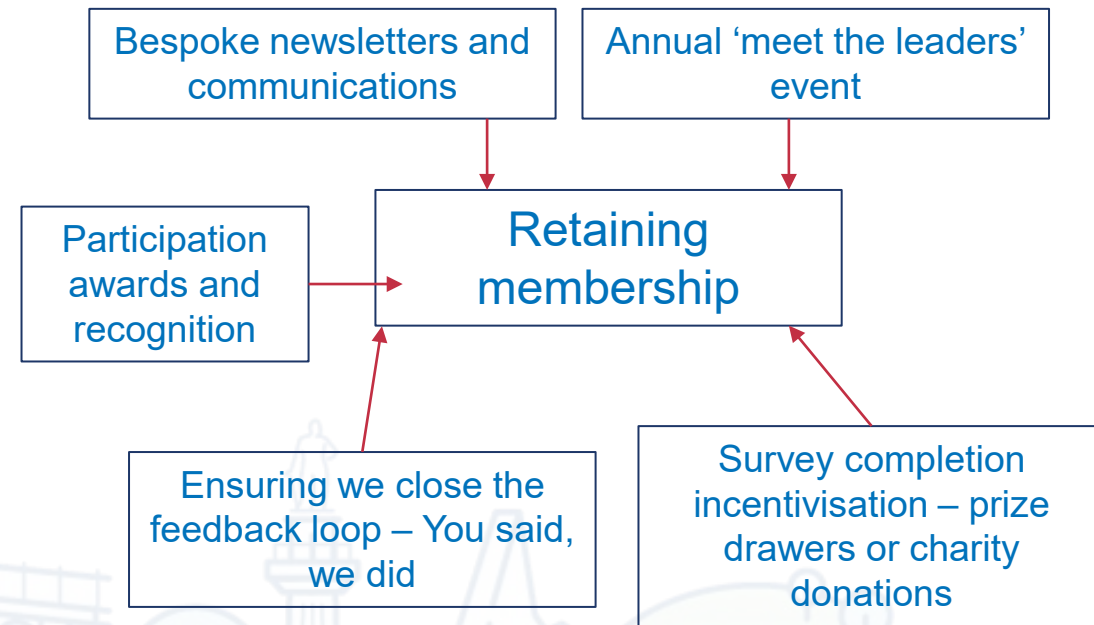 Bespoke newsletters and
communications
Annual ‘meet the leaders’
event
Participation
awards and
recognition
Retaining
membership
Ensuring we close the
feedback loop – You said,
we did
Survey completion
incentivisation – prize
drawers or charity
donations